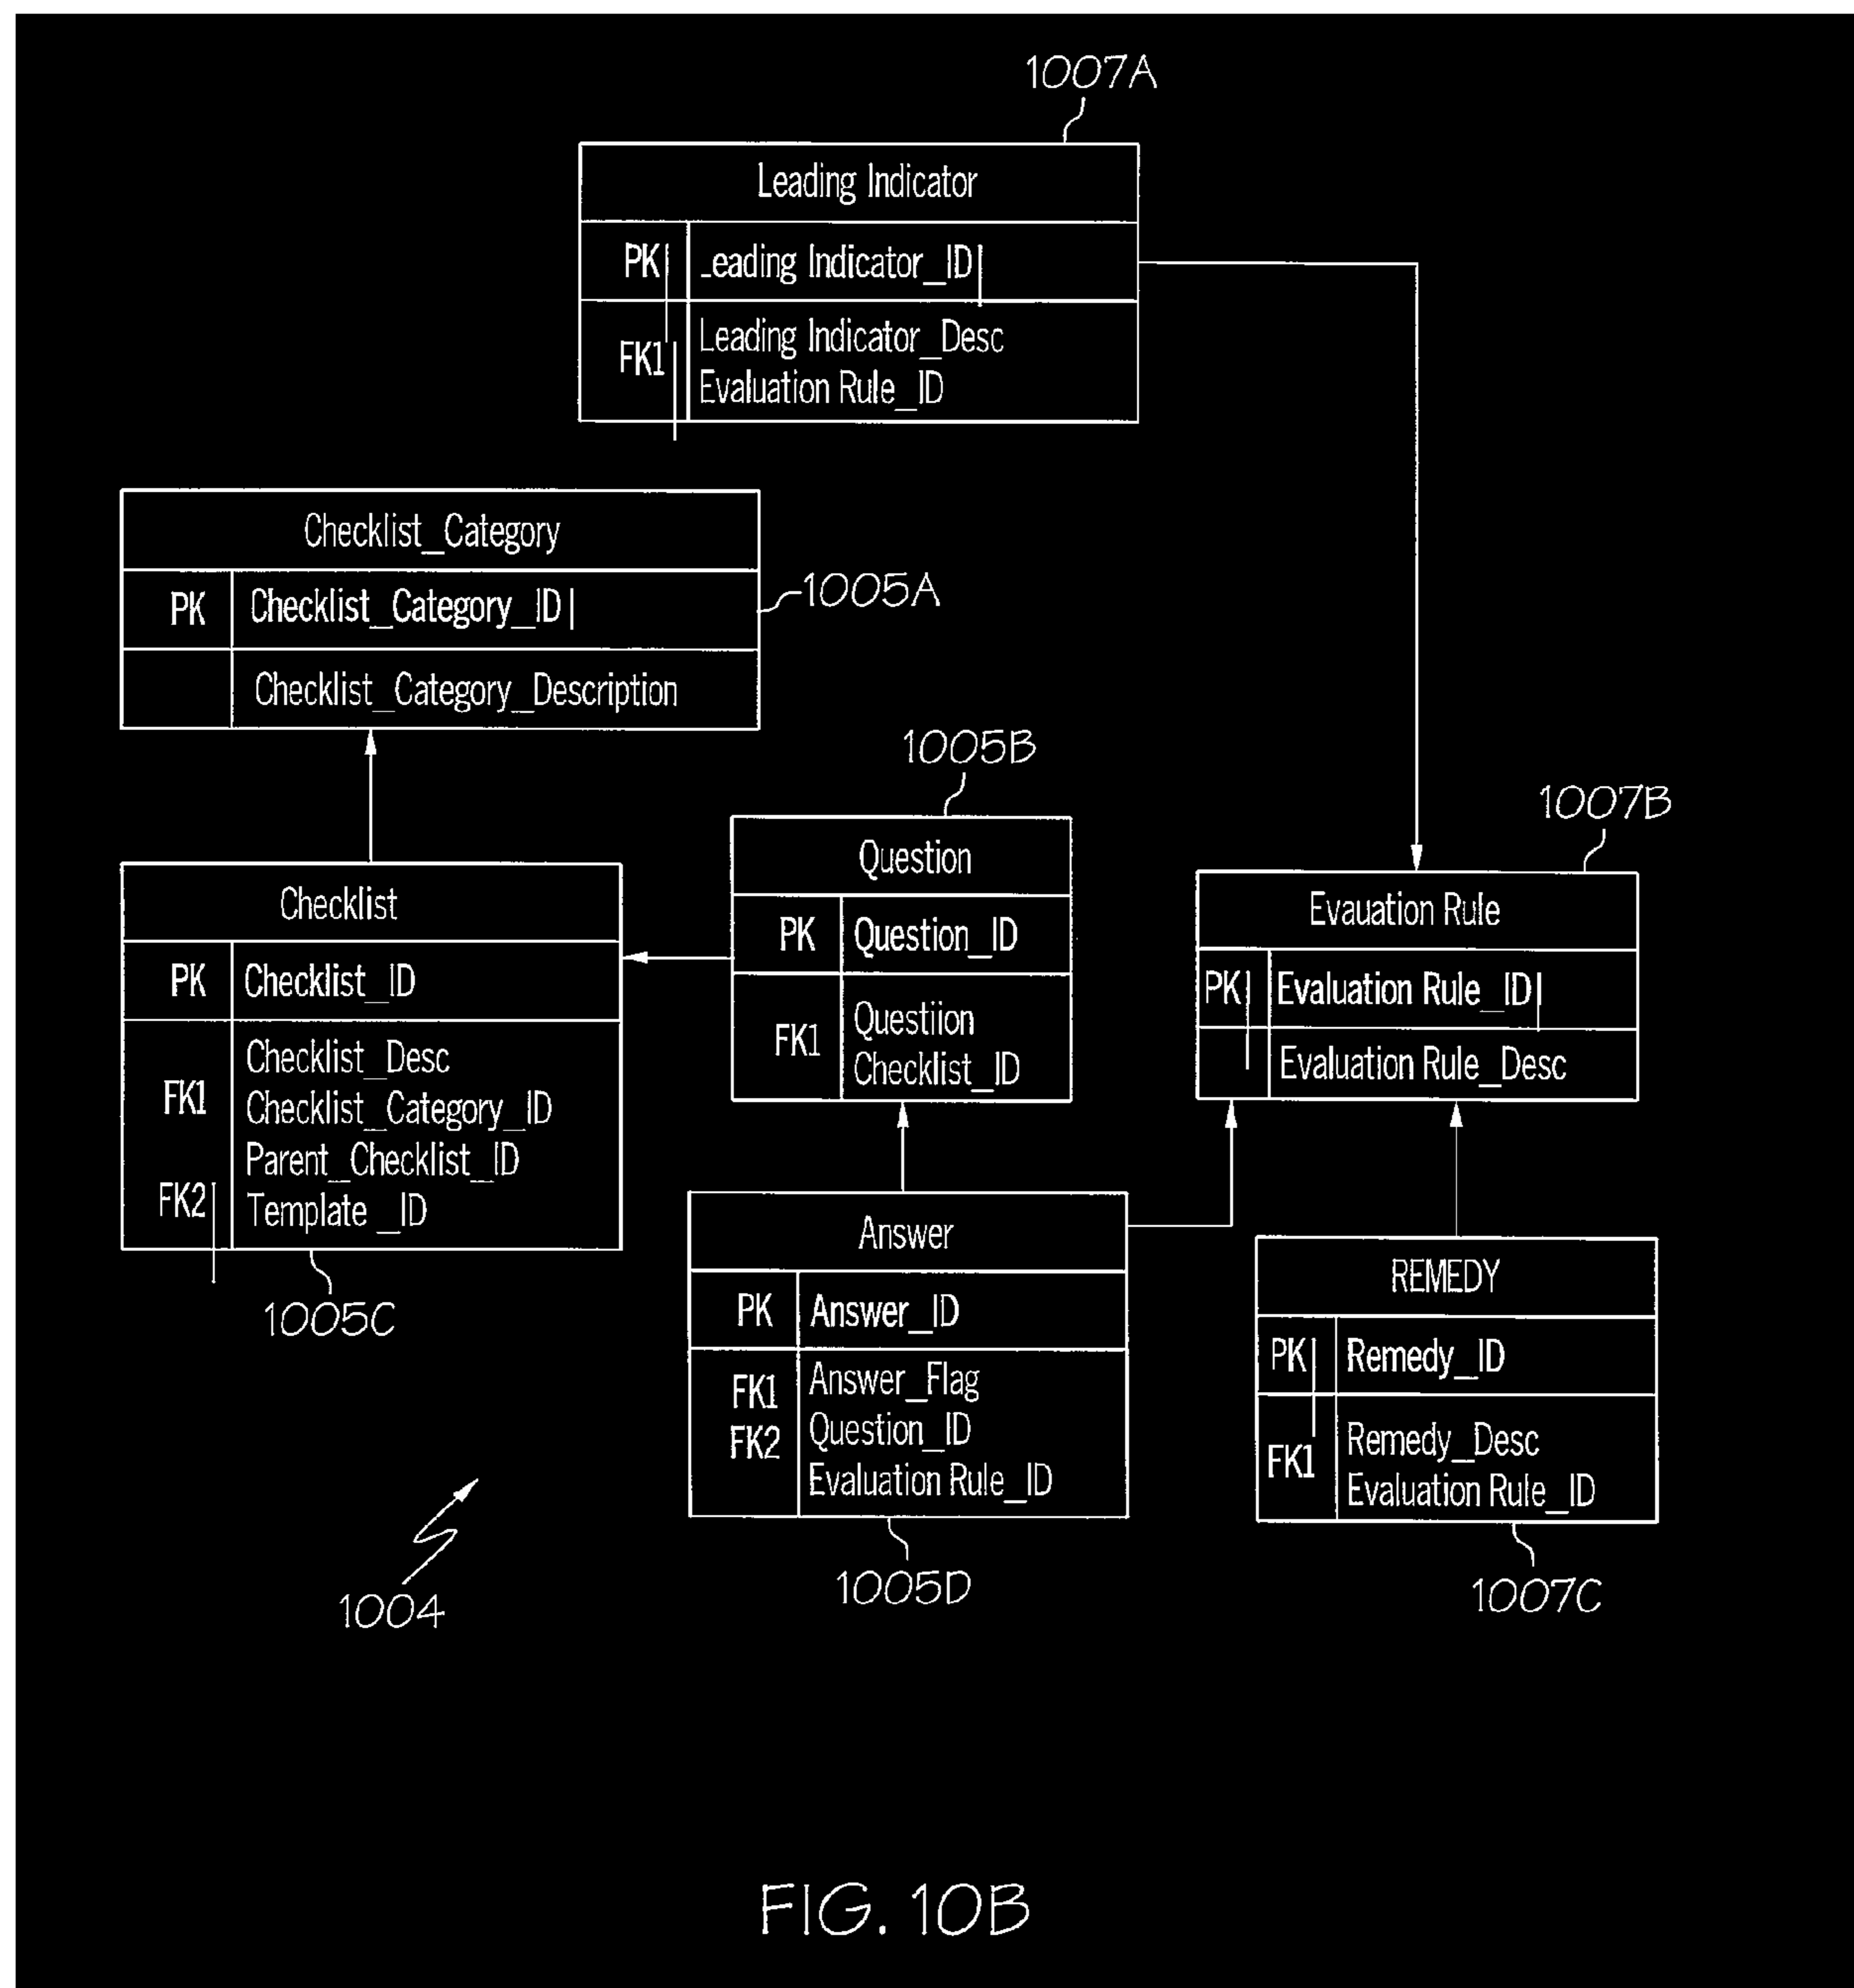 1007A
Leading Indicator
PK Leading Indicator_ID
Leading Indicator_Desc
FK1
Evaluation Rule_ID
Checklist_Category
PK Checklist_Category_ID
1005A
Checklist_Category_Description
1005B
Question
PK Question_ID
Questiion
FK1
Checklist_ID
1007B
Evauation Rule
PK Evaluation Rule_ID
Evaluation Rule_Desc
Checklist
PK Checklist_ID
Checklist_Desc
FK1 Checklist_Category_ID
Parent_Checklist_ID
FK2 Template _ID
1005C
Answer
PK Answer_ID
FK1 Answer_Flag
FK2 Question_ID
Evaluation Rule_ID
1005D
REMEDY
PK Remedy_ID
Remedy_Desc
FK1
Evaluation Rule_ID
1007C
1004
FIG. 10B